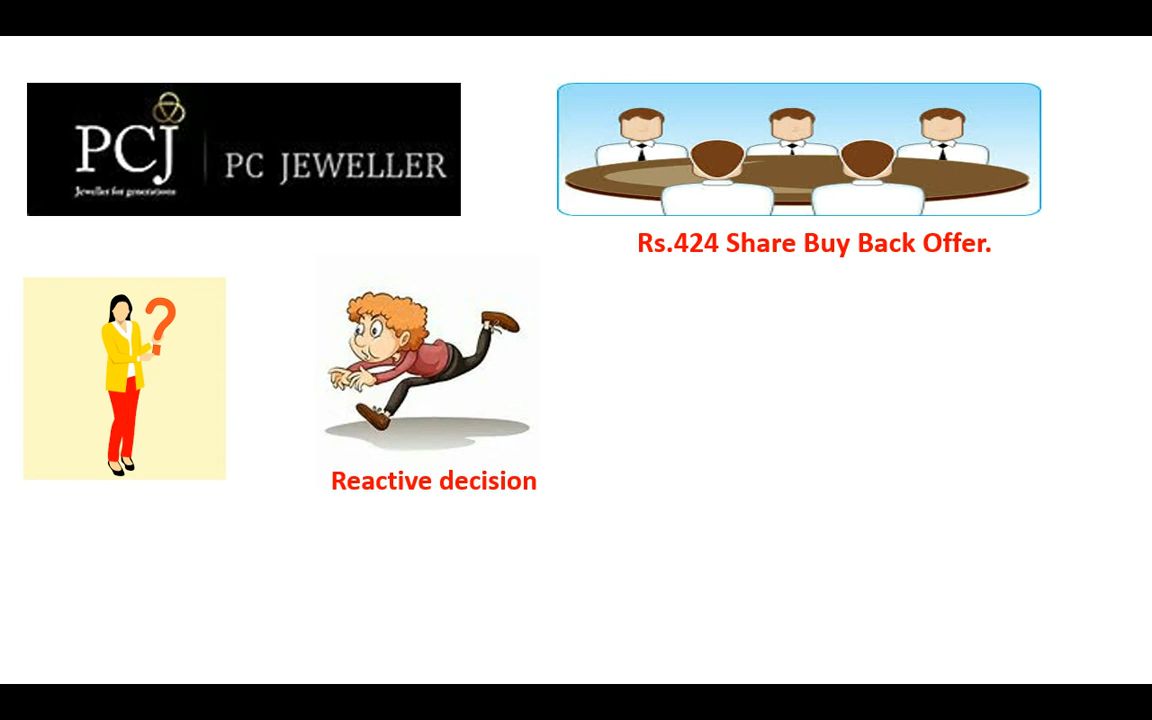 PCJ
Jeweller for generations
PC JEWELLER
Rs.424 Share Buy Back Offer.
?
Reactive decision